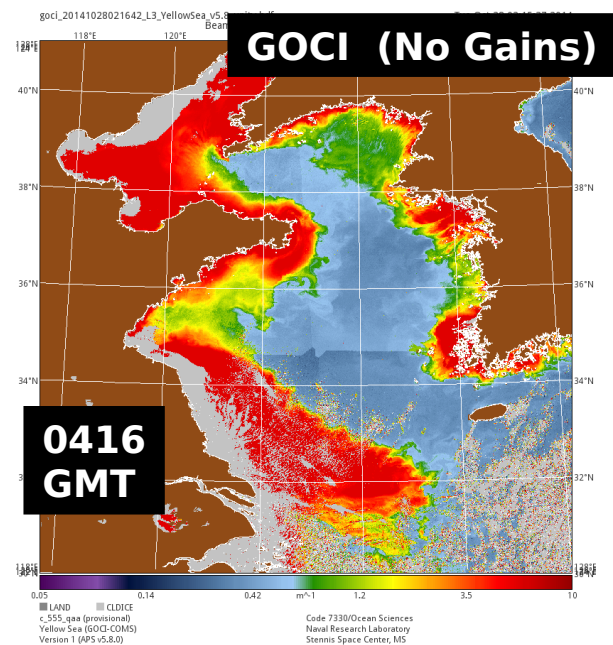 goci_20141028021642_L3_YellowSea_v5.8
Beam
GOCI (No Gains)
118°E 120°E
40°N 40°N
38°N 38°N
36°N 36°N
34°N 34°N
0416
GMT
32°N
0.05 0.14 0.42 m^-1 1.2 3.5 10
LAND CLDICE
c_555_qaa (provisional)
Yellow Sea (GOCI-COMS)
Version 1 (APS v5.8.0)
Code 7330/Ocean Sciences
Naval Research Laboratory
Stennis Space Center, MS